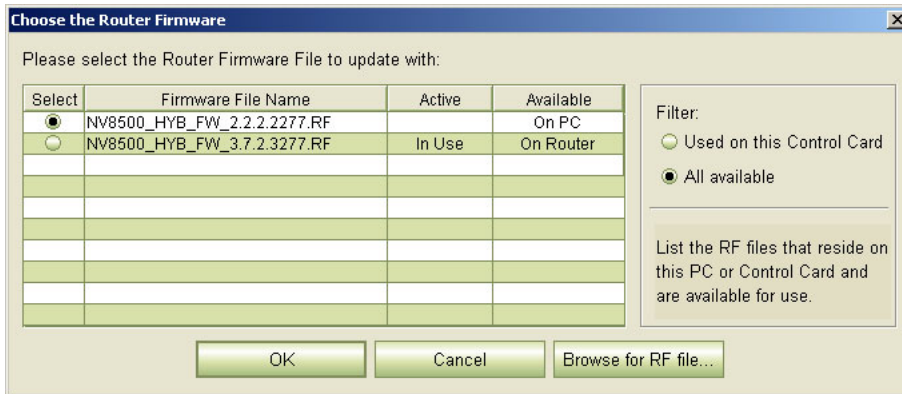 Choose the Router Firmware
Please select the Router Firmware File to update with:
Select Firmware File Name Active Available
NV8500_HYB_FW_2.2.2.2277.RF On PC
NV8500_HYB_FW_3.7.2.3277.RF In Use On Router
Filter:
Used on this Control Card
All available
List the RF files that reside on
this PC or Control Card and
are available for use.
OK Cancel Browse for RF file...